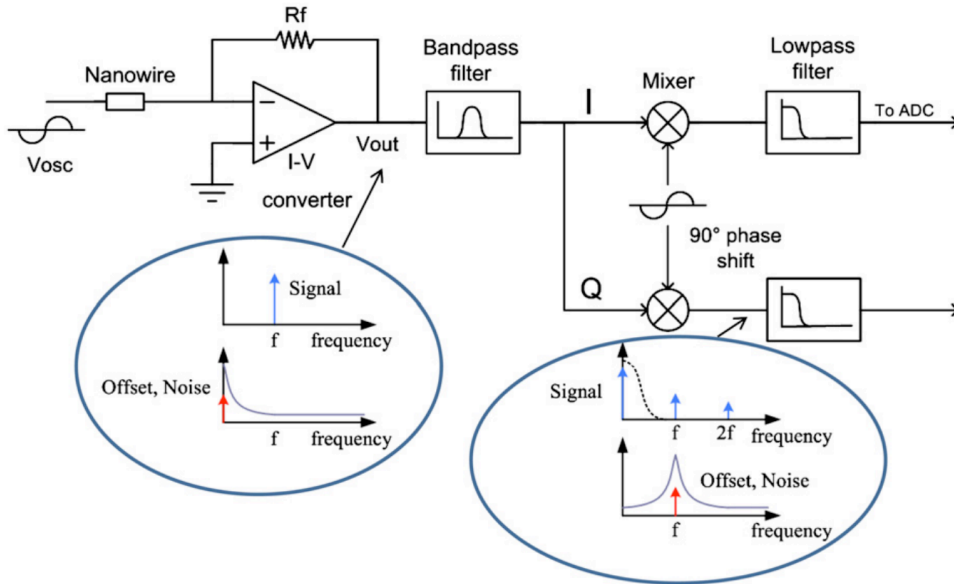 Rf
Nanowire
Vosc
−
+
I-V
converter
Vout
Bandpass
filter
I
Q
Mixer
90° phase
shift
Lowpass
filter
To ADC
Signal
f
frequency
Offset, Noise
f
frequency
Signal
f
2f
frequency
Offset, Noise
f
frequency